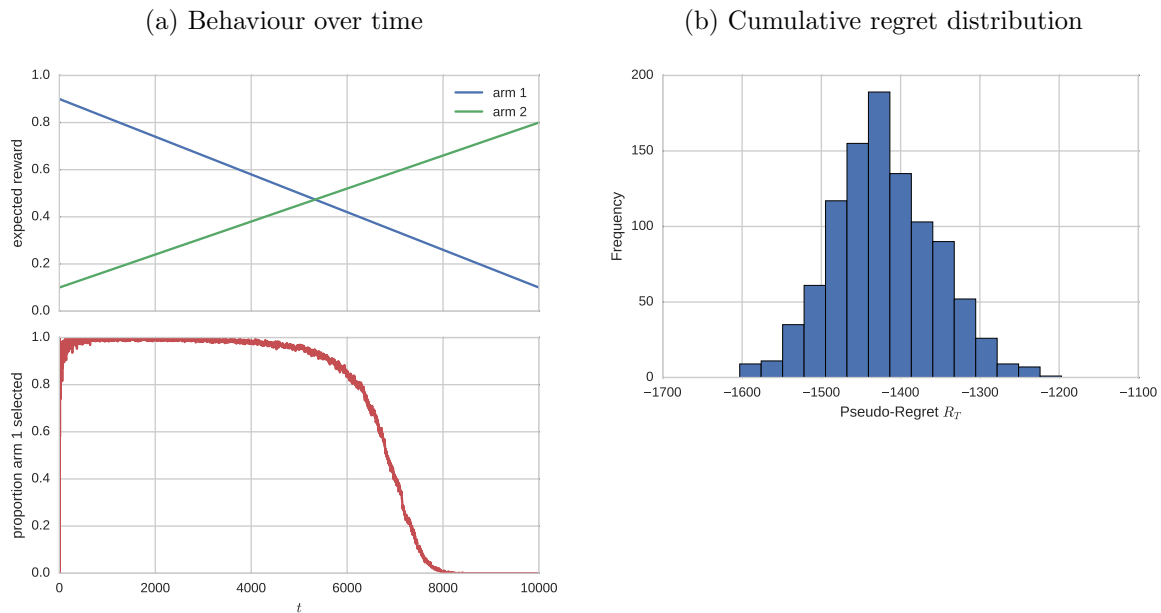 (a) Behaviour over time
1.0
0.8
0.6
0.4
0.2
0.0
expected reward
arm 1
arm 2
1.0
0.8
0.6
0.4
0.2
0.0
proportion arm 1 selected
0 2000 4000 6000 8000 10000
t
(b) Cumulative regret distribution
200
150
100
50
0
Frequency
−1700 −1600 −1500 −1400 −1300 −1200 −1100
Pseudo-Regret R_T